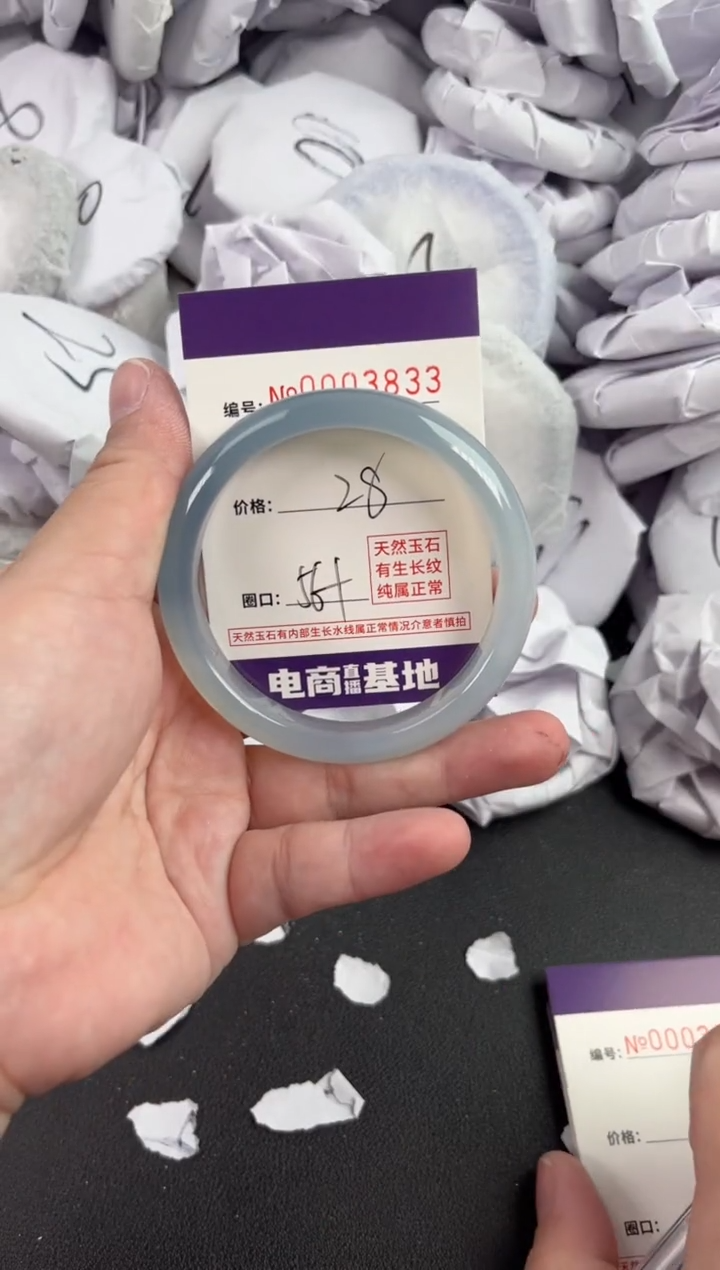 编号: №0003833
价格: 28
天然玉石
有生长纹
纯属正常
圈口:
天然玉石有内部生长水线属正常情况介意者慎拍
电商直播基地
编号: №0003
价格:
圈口: